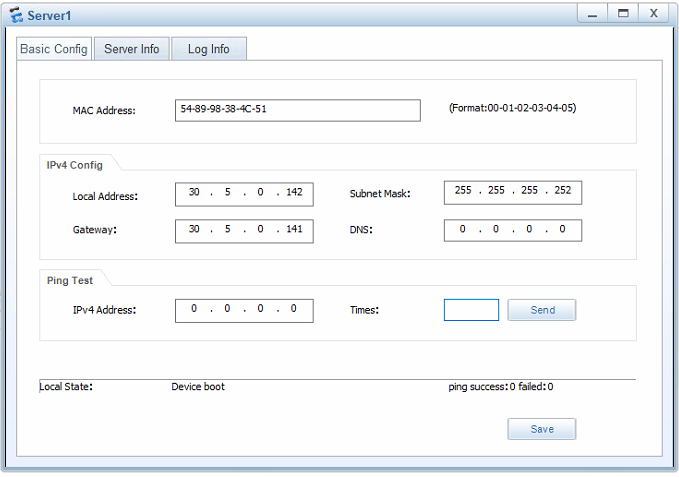 Server1
Basic Config Server Info Log Info
MAC Address: 54-89-98-38-4C-51 (Format:00-01-02-03-04-05)
IPv4 Config
Local Address: 30 . 5 . 0 . 142 Subnet Mask: 255 . 255 . 255 . 252
Gateway: 30 . 5 . 0 . 141 DNS: 0 . 0 . 0 . 0
Ping Test
IPv4 Address: 0 . 0 . 0 . 0 Times: Send
Local State: Device boot ping success: 0 failed: 0
Save